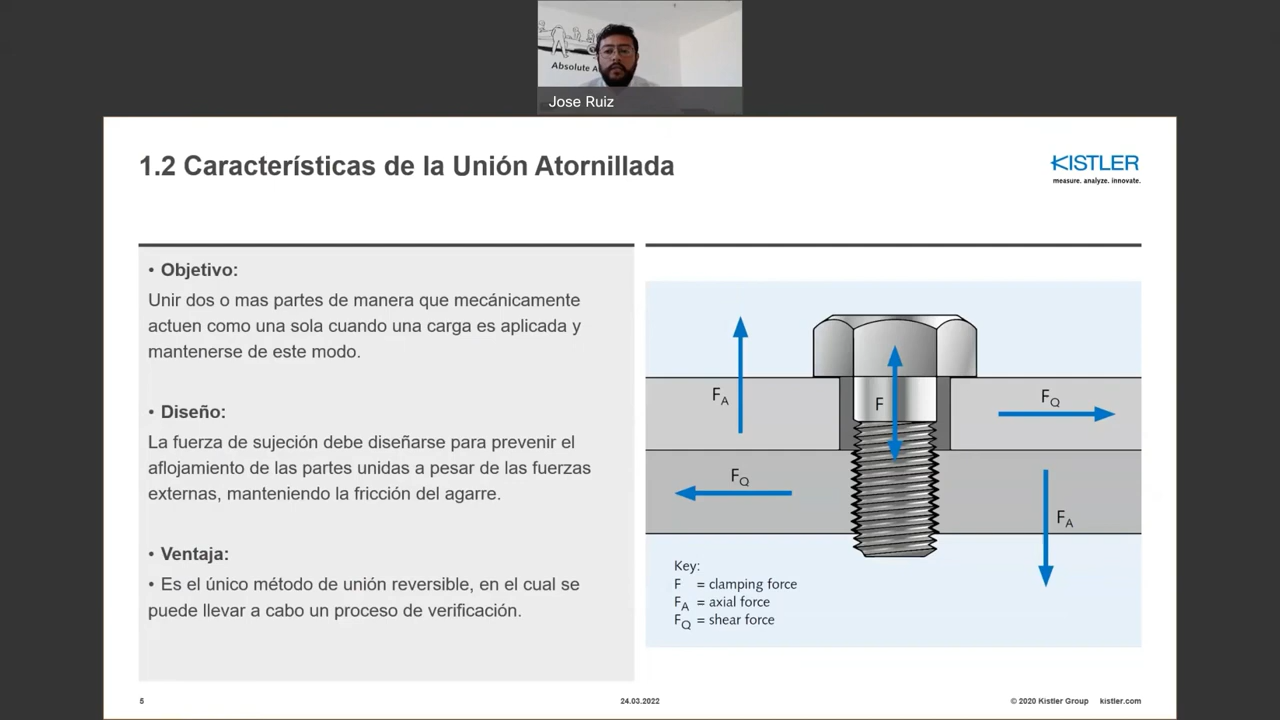 Absolute A
Jose Ruiz
1.2 Características de la Unión Atornillada
KISTLER
measure. analyze. innovate.
• Objetivo:
Unir dos o mas partes de manera que mecánicamente
actuen como una sola cuando una carga es aplicada y
mantenerse de este modo.
• Diseño:
La fuerza de sujeción debe diseñarse para prevenir el
aflojamiento de las partes unidas a pesar de las fuerzas
externas, manteniendo la fricción del agarre.
• Ventaja:
• Es el único método de unión reversible, en el cual se
puede llevar a cabo un proceso de verificación.
FA
F
FQ
FQ
FA
Key:
F = clamping force
FA = axial force
FQ = shear force
5
24.03.2022
© 2020 Kistler Group kistler.com